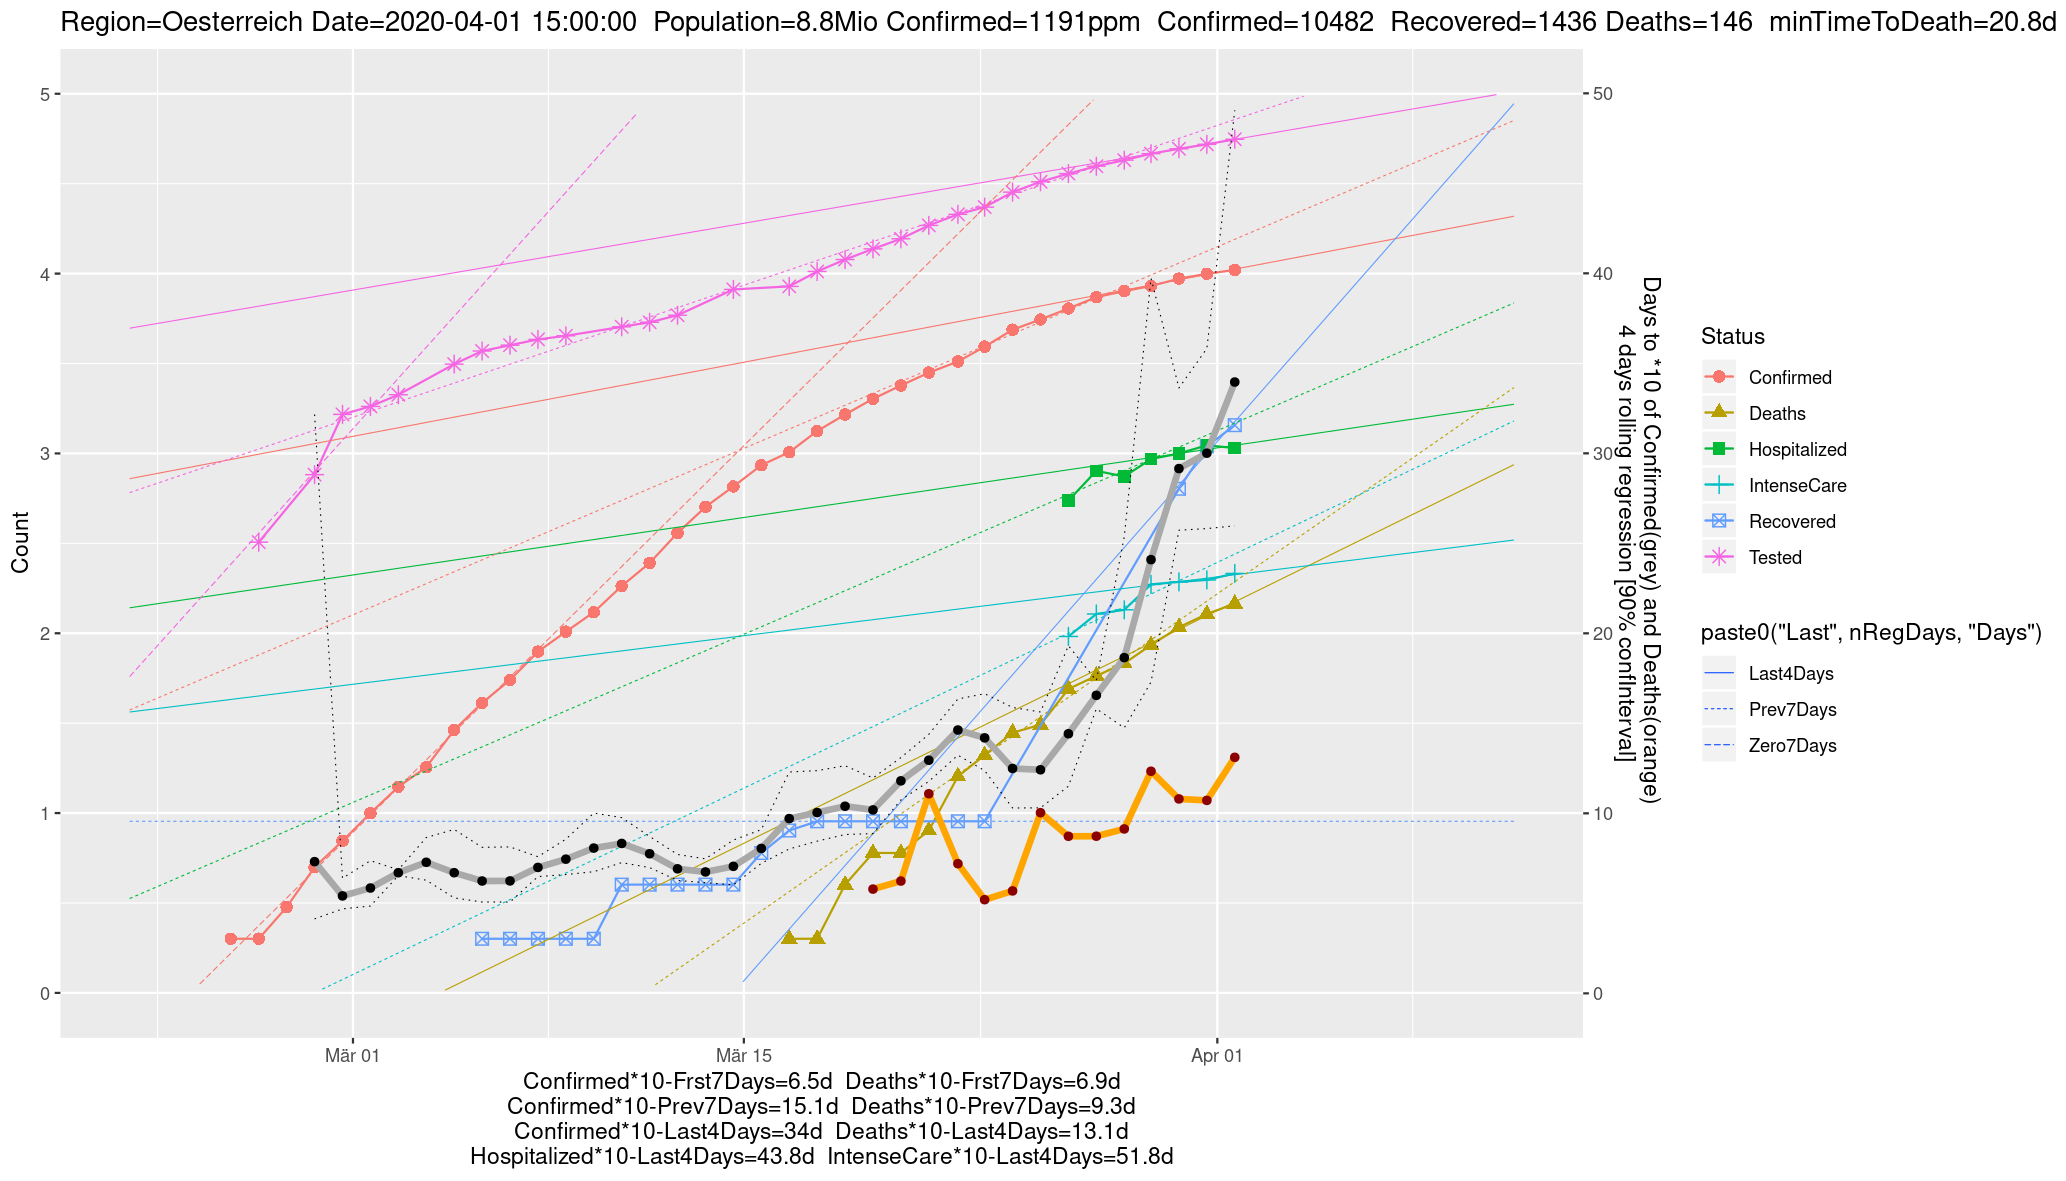 Region=Oesterreich Date=2020-04-01 15:00:00  Population=8.8Mio Confirmed=1191ppm  Confirmed=10482  Recovered=1436 Deaths=146  minTimeToDeath=20.8d
5
4
3
2
1
0
Count
50
40
30
20
10
0
Days to *10 of Confirmed(grey) and Deaths(orange)
4 days rolling regression [90% confInterval]
Status
Confirmed
Deaths
Hospitalized
IntenseCare
Recovered
Tested
paste0("Last", nRegDays, "Days")
Last4Days
Prev7Days
Zero7Days
Mär 01
Mär 15
Apr 01
Confirmed*10-Frst7Days=6.5d  Deaths*10-Frst7Days=6.9d
Confirmed*10-Prev7Days=15.1d  Deaths*10-Prev7Days=9.3d
Confirmed*10-Last4Days=34d  Deaths*10-Last4Days=13.1d
Hospitalized*10-Last4Days=43.8d  IntenseCare*10-Last4Days=51.8d